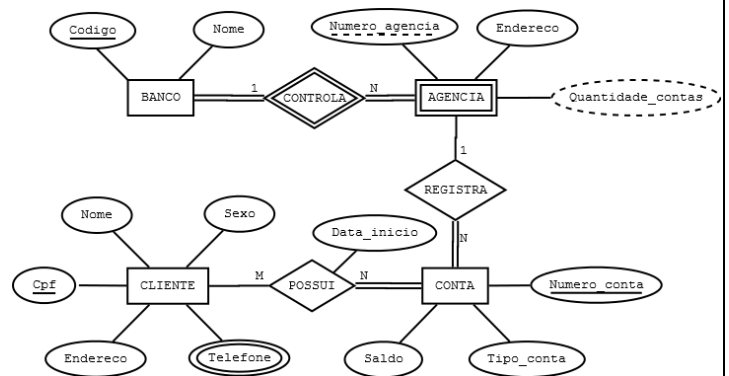 Codigo
Nome
Numero_agencia
Endereco
BANCO
1
CONTROLA
N
AGENCIA
Quantidade_contas
1
REGISTRA
N
Nome
Sexo
Data_inicio
Cpf
CLIENTE
M
POSSUI
N
CONTA
Numero_conta
Endereco
Telefone
Saldo
Tipo_conta